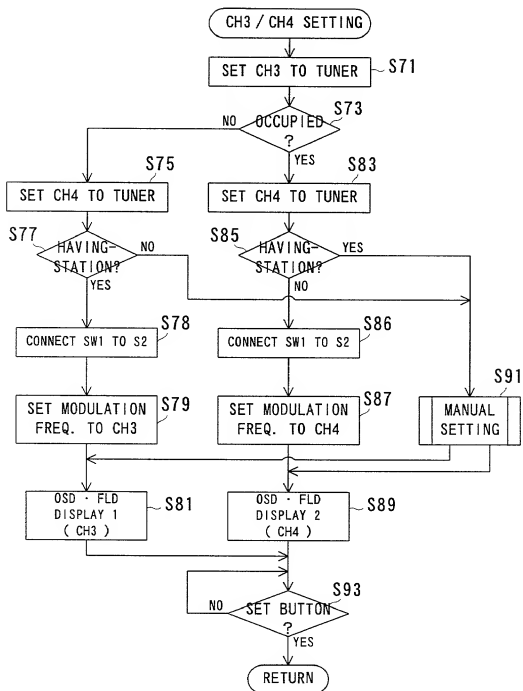 CH3 / CH4 SETTING
SET CH3 TO TUNER
S71
OCCUPIED
?
S73
NO
YES
S75
SET CH4 TO TUNER
S83
SET CH4 TO TUNER
S77
HAVING-
STATION?
NO
YES
S85
HAVING-
STATION?
YES
NO
S78
CONNECT SW1 TO S2
S86
CONNECT SW1 TO S2
S79
SET MODULATION
FREQ. TO CH3
S87
SET MODULATION
FREQ. TO CH4
S91
MANUAL
SETTING
OSD · FLD
DISPLAY 1
( CH3 )
S81
OSD · FLD
DISPLAY 2
( CH4 )
S89
S93
SET BUTTON
?
NO
YES
RETURN